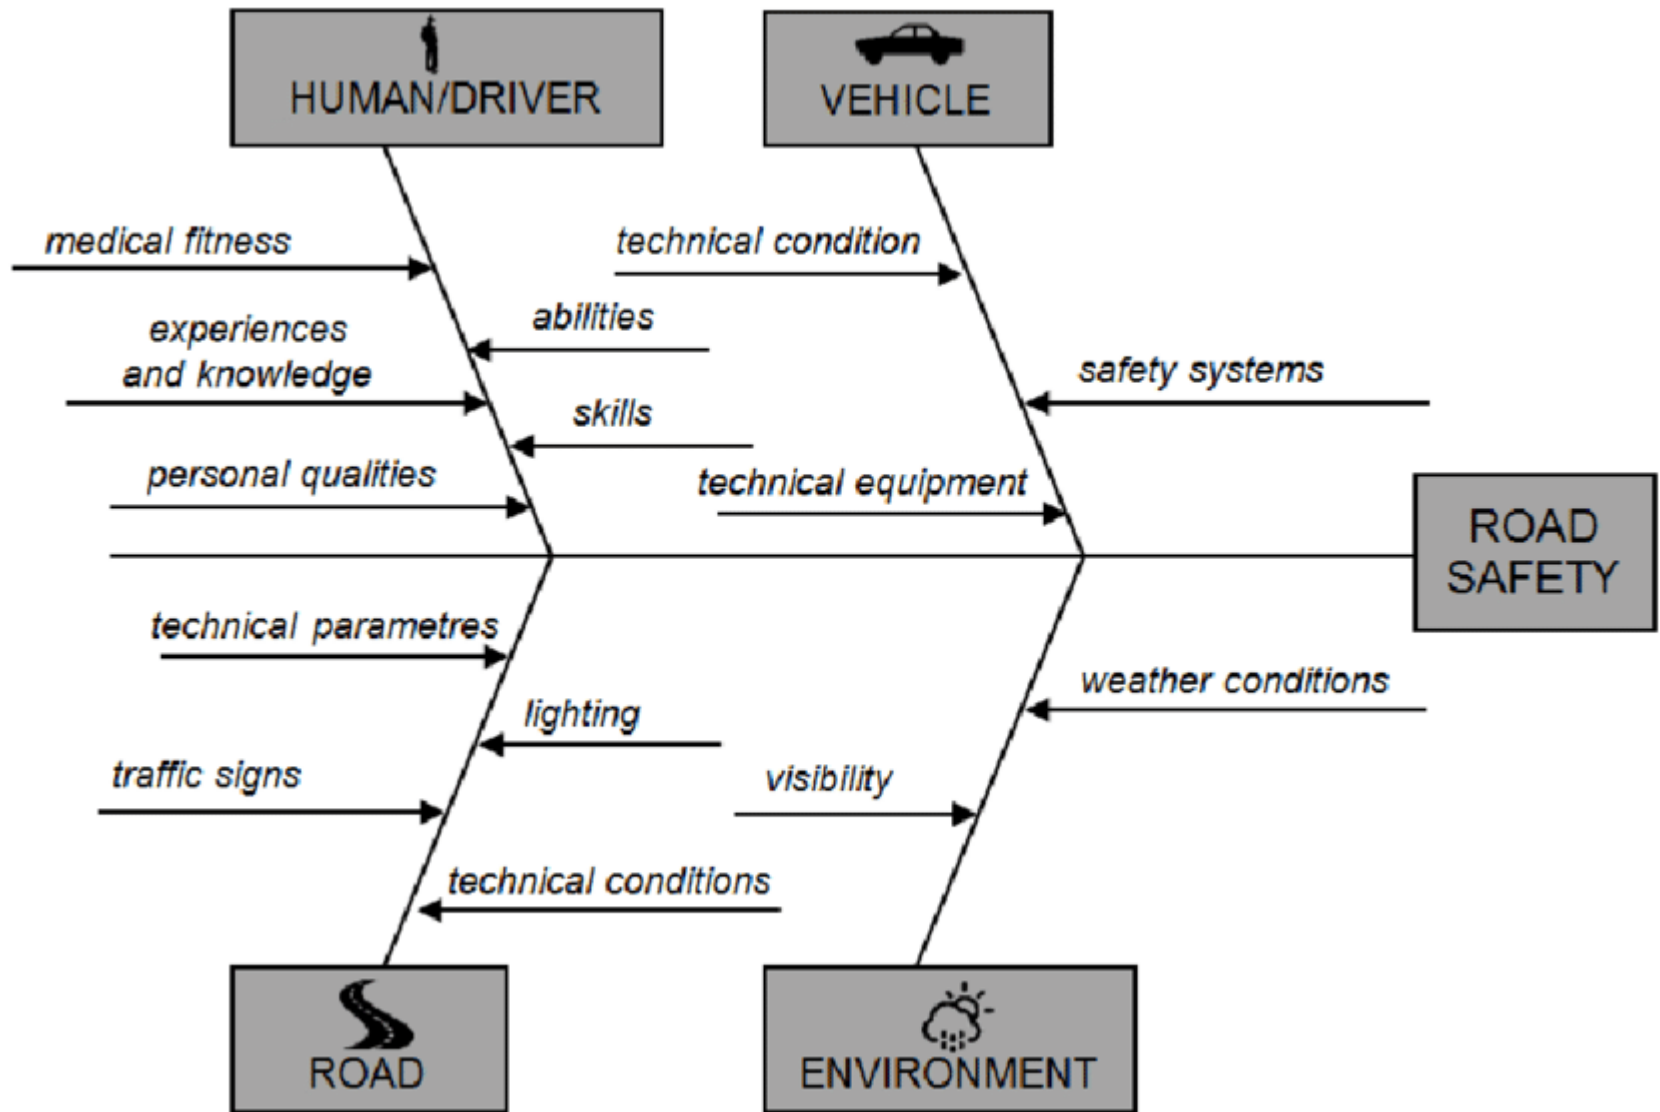 HUMAN/DRIVER
VEHICLE
medical fitness
technical condition
abilities
experiences
and knowledge
safety systems
skills
personal qualities
technical equipment
ROAD
SAFETY
technical parametres
weather conditions
lighting
traffic signs
visibility
technical conditions
ROAD
ENVIRONMENT